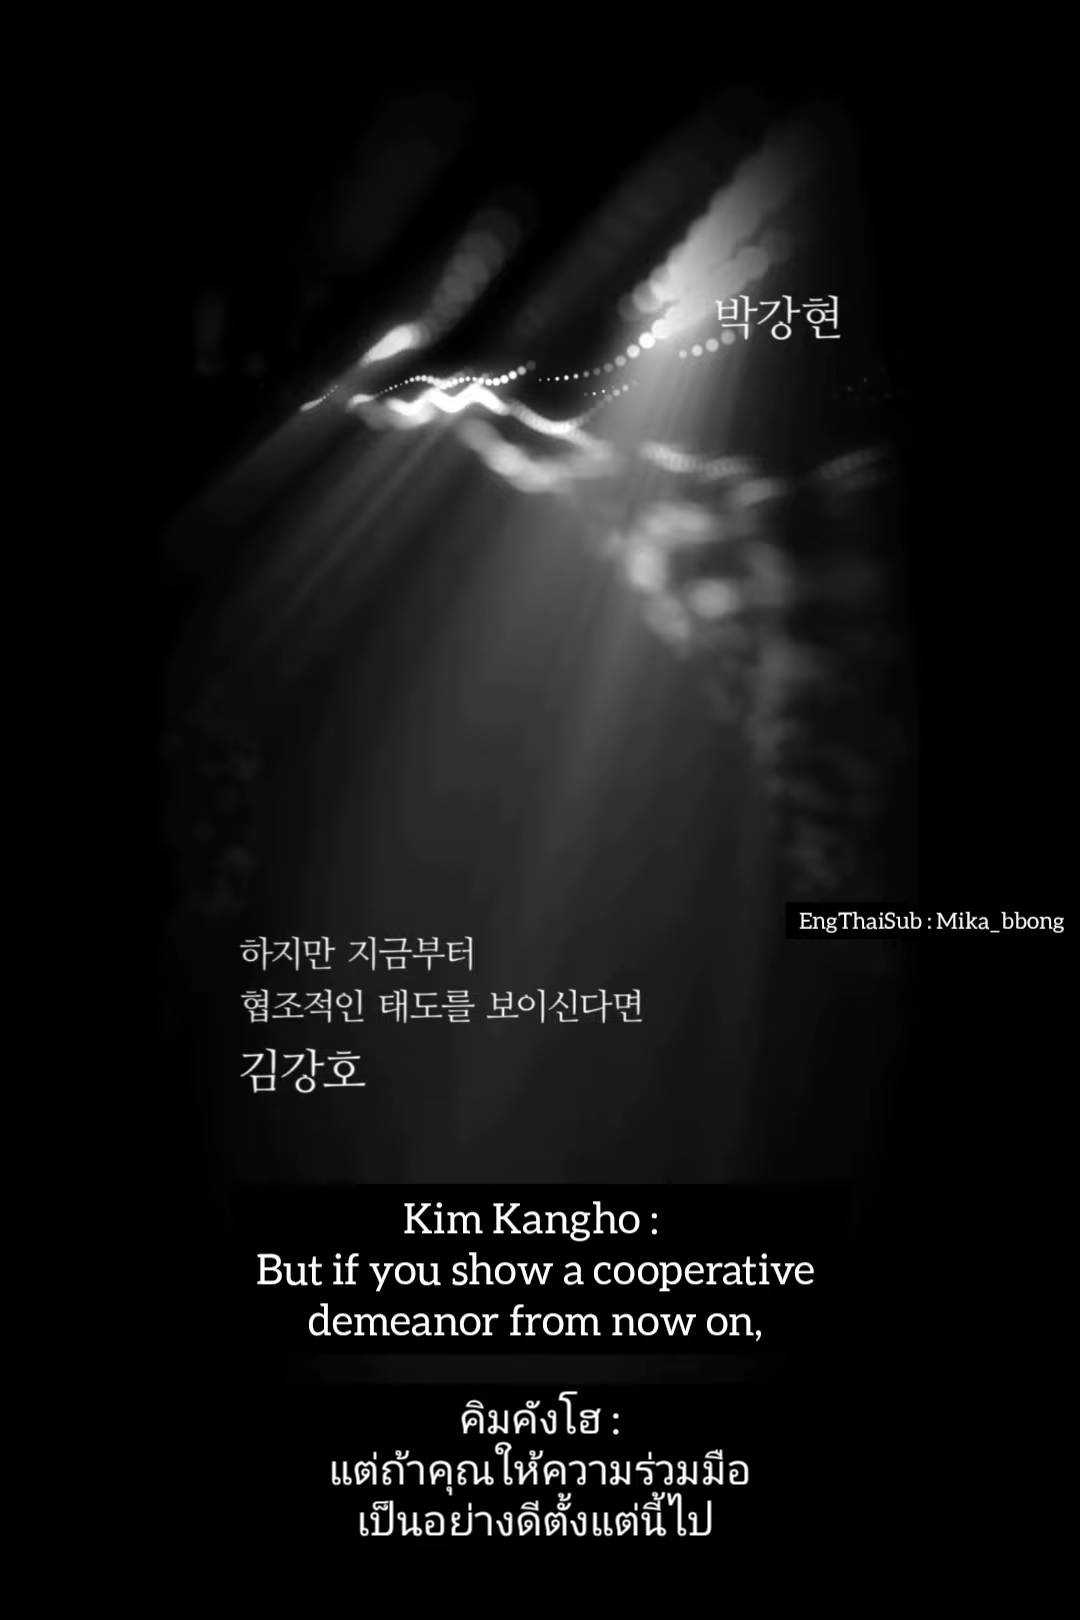 박강현
EngThaiSub : Mika_bbong
하지만 지금부터
협조적인 태도를 보이신다면
김강호
Kim Kangho :
But if you show a cooperative
demeanor from now on,
คิมคังโฮ :
แต่ถ้าคุณให้ความร่วมมือ
เป็นอย่างดีตั้งแต่นี้ไป